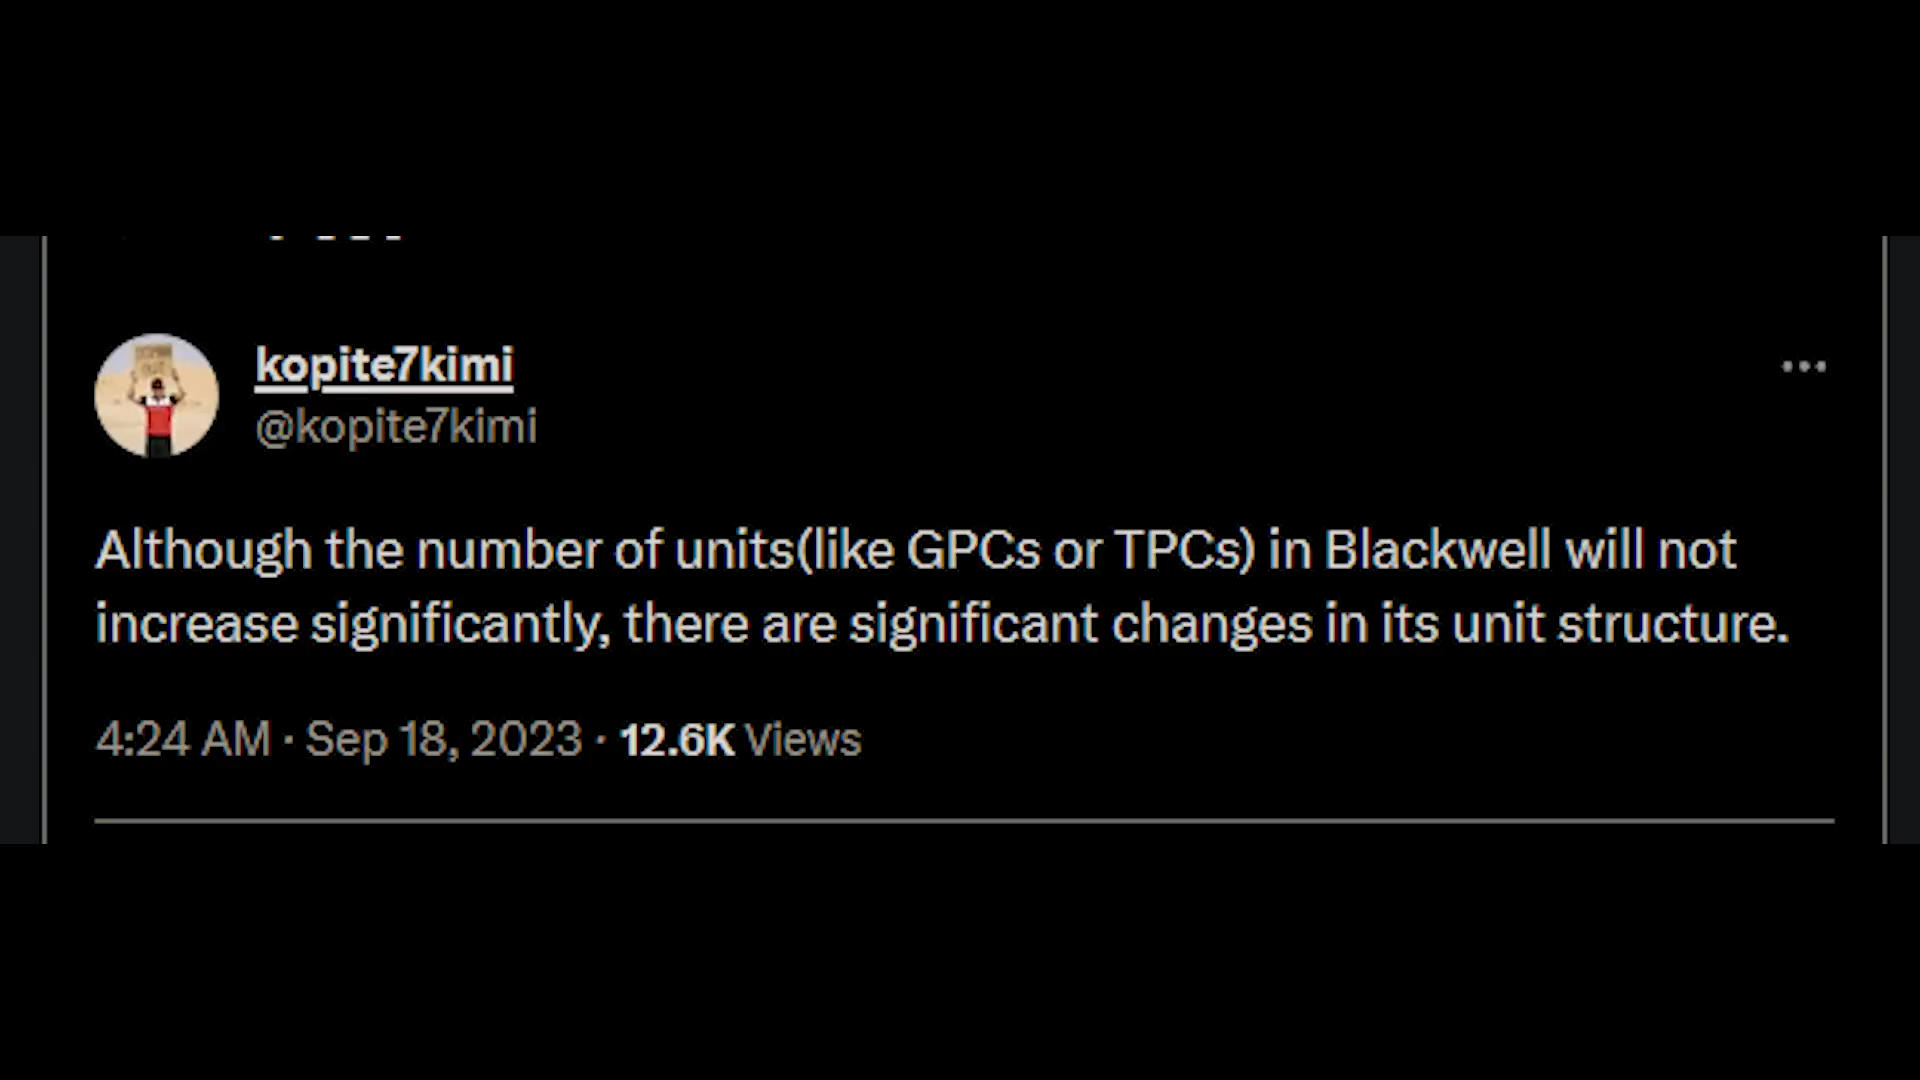 kopite7kimi
@kopite7kimi
Although the number of units(like GPCs or TPCs) in Blackwell will not
increase significantly, there are significant changes in its unit structure.
4:24 AM · Sep 18, 2023 · 12.6K Views